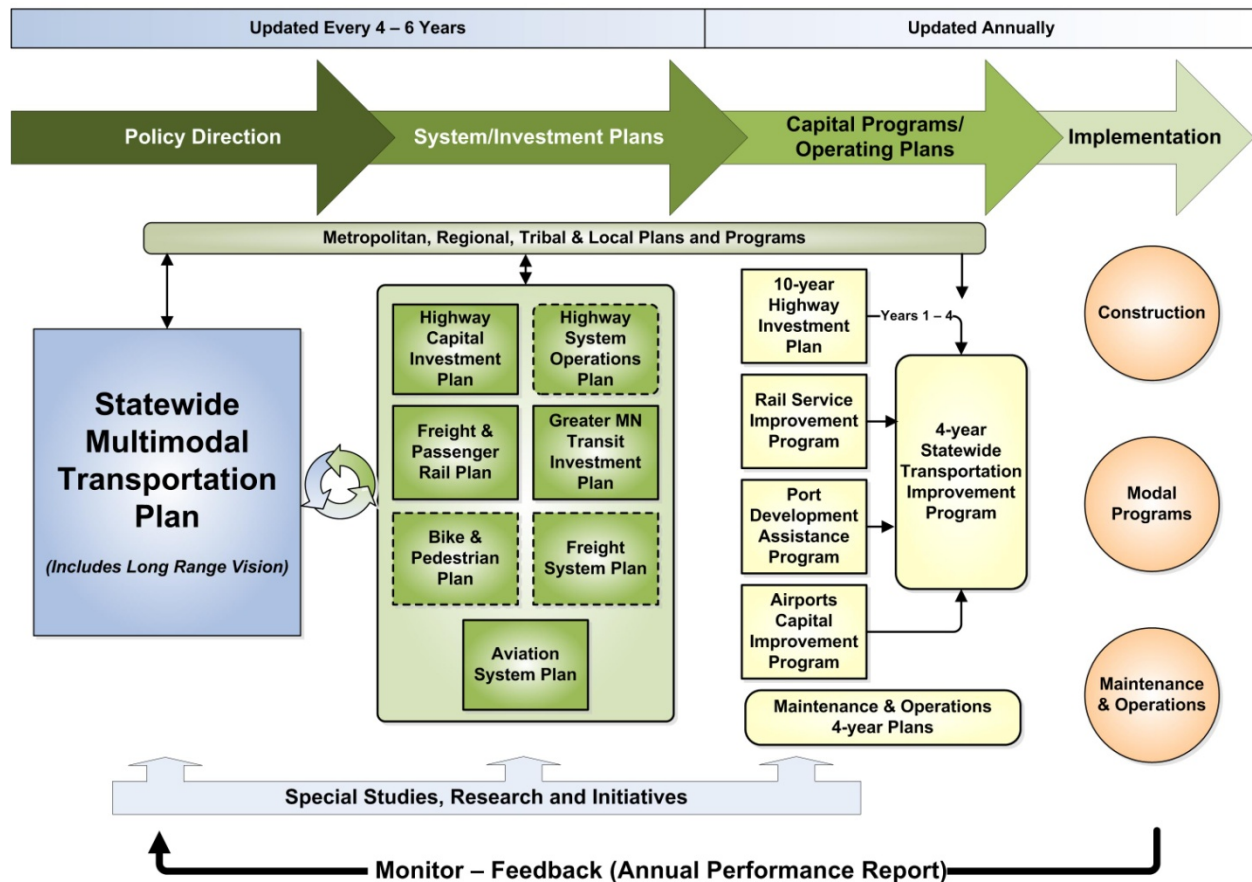 Updated Every 4 – 6 Years
Updated Annually
Policy Direction
System/Investment Plans
Capital Programs/
Operating Plans
Implementation
Metropolitan, Regional, Tribal & Local Plans and Programs
Statewide
Multimodal
Transportation
Plan
(Includes Long Range Vision)
Highway
Capital
Investment
Plan
Highway
System
Operations
Plan
Freight &
Passenger
Rail Plan
Greater MN
Transit
Investment
Plan
Bike &
Pedestrian
Plan
Freight
System Plan
Aviation
System Plan
10-year
Highway
Investment
Plan
Years 1 – 4
Rail Service
Improvement
Program
Port
Development
Assistance
Program
Airports
Capital
Improvement
Program
4-year
Statewide
Transportation
Improvement
Program
Maintenance & Operations
4-year Plans
Construction
Modal
Programs
Maintenance
& Operations
Special Studies, Research and Initiatives
Monitor – Feedback (Annual Performance Report)